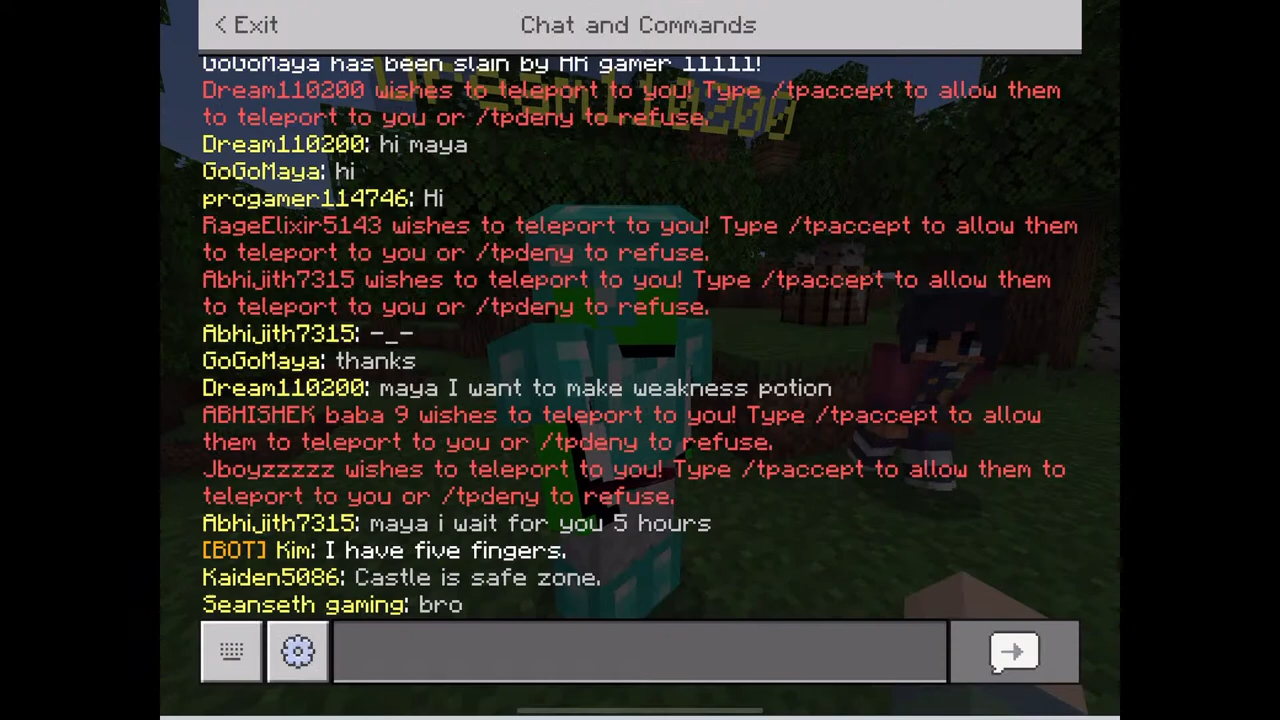 < Exit
Chat and Commands
GoGoMaya has been slain by AR gamer 11111!
Dream110200 wishes to teleport to you! Type /tpaccept to allow them
to teleport to you or /tpdeny to refuse.
Dream110200: hi maya
GoGoMaya: hi
progamer114746: Hi
RageElixir5143 wishes to teleport to you! Type /tpaccept to allow them
to teleport to you or /tpdeny to refuse.
Abhijith7315 wishes to teleport to you! Type /tpaccept to allow them
to teleport to you or /tpdeny to refuse.
Abhijith7315: -_-
GoGoMaya: thanks
Dream110200: maya I want to make weakness potion
ABHISHEK baba 9 wishes to teleport to you! Type /tpaccept to allow
them to teleport to you or /tpdeny to refuse.
Jboyzzzzz wishes to teleport to you! Type /tpaccept to allow them to
teleport to you or /tpdeny to refuse.
Abhijith7315: maya i wait for you 5 hours
[BOT] Kim: I have five fingers.
Kaiden5086: Castle is safe zone.
Seanseth gaming: bro
Dream110200